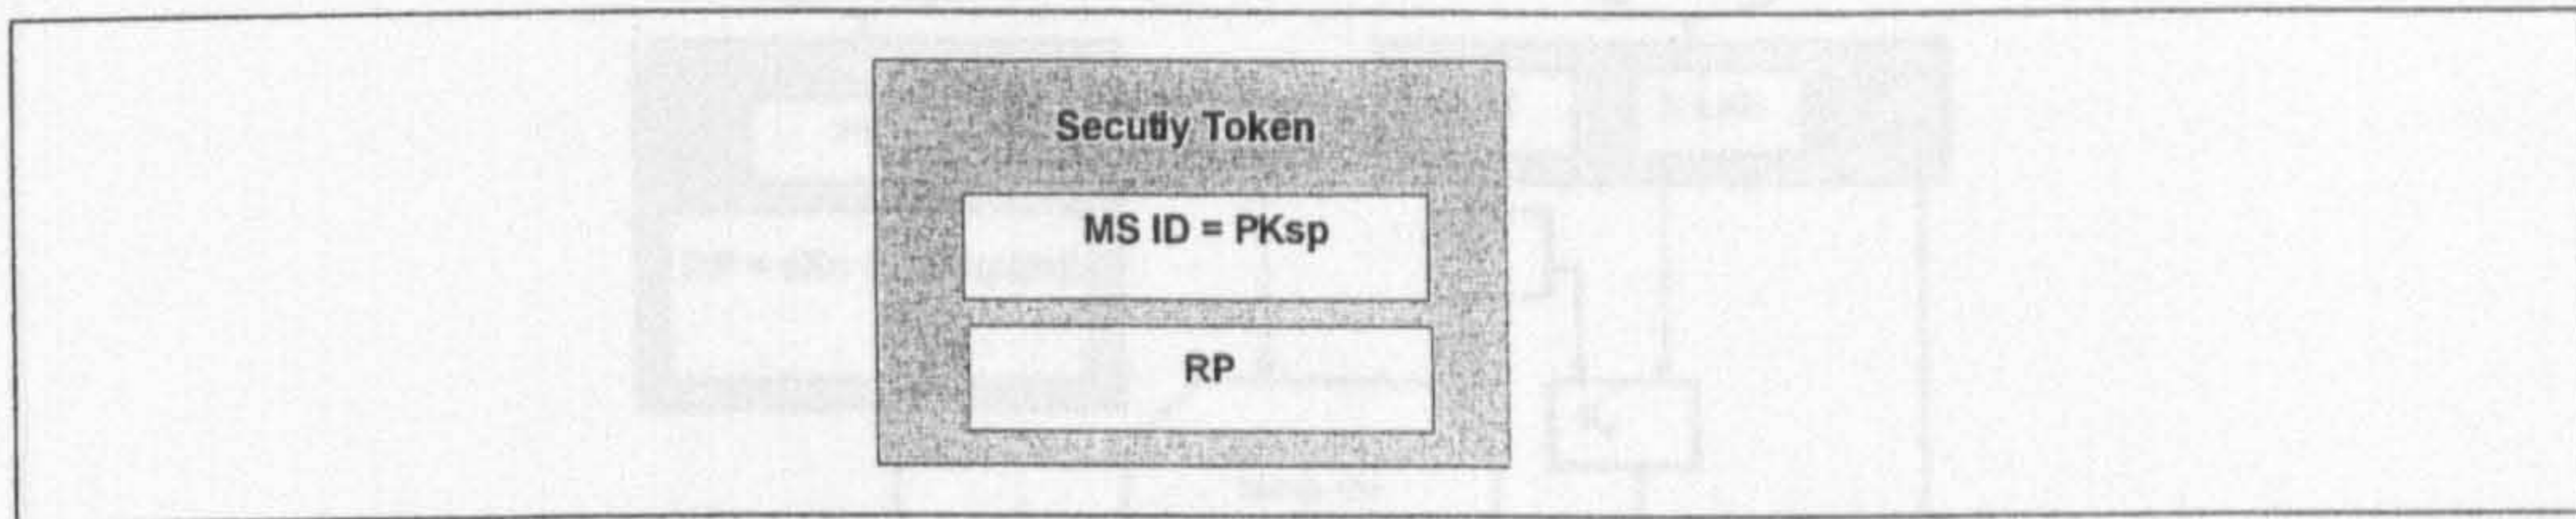 Secutiy Token
MS ID = PKsp
RP